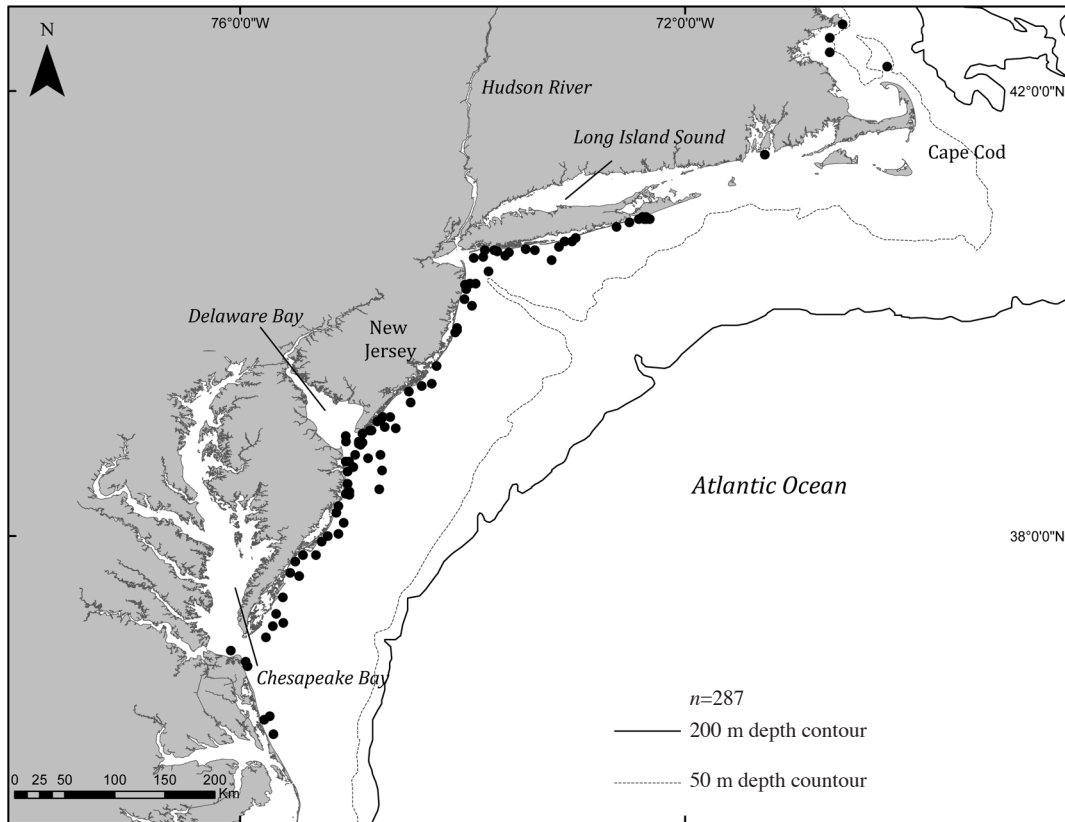 76°0'0"W
72°0'0"W
N
Hudson River
42°0'0"N
Long Island Sound
Cape Cod
Delaware Bay
New
Jersey
Atlantic Ocean
38°0'0"N
Chesapeake Bay
n=287
200 m depth contour
50 m depth countour
0 25 50 100 150 200
Km